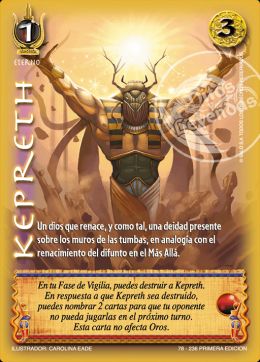 1
3
ETERNO
KEPRETH
Un dios que renace, y como tal, una deidad presente
sobre los muros de las tumbas, en analogía con el
renacimiento del difunto en el Más Allá.
En tu Fase de Vigilia, puedes destruir a Kepreth.
En respuesta a que Kepreth sea destruido,
puedes nombrar 2 cartas para que tu oponente
no pueda jugarlas en el próximo turno.
Esta carta no afecta Oros.
ILUSTRADOR: CAROLINA EADE
78 - 236 PRIMERA EDICION